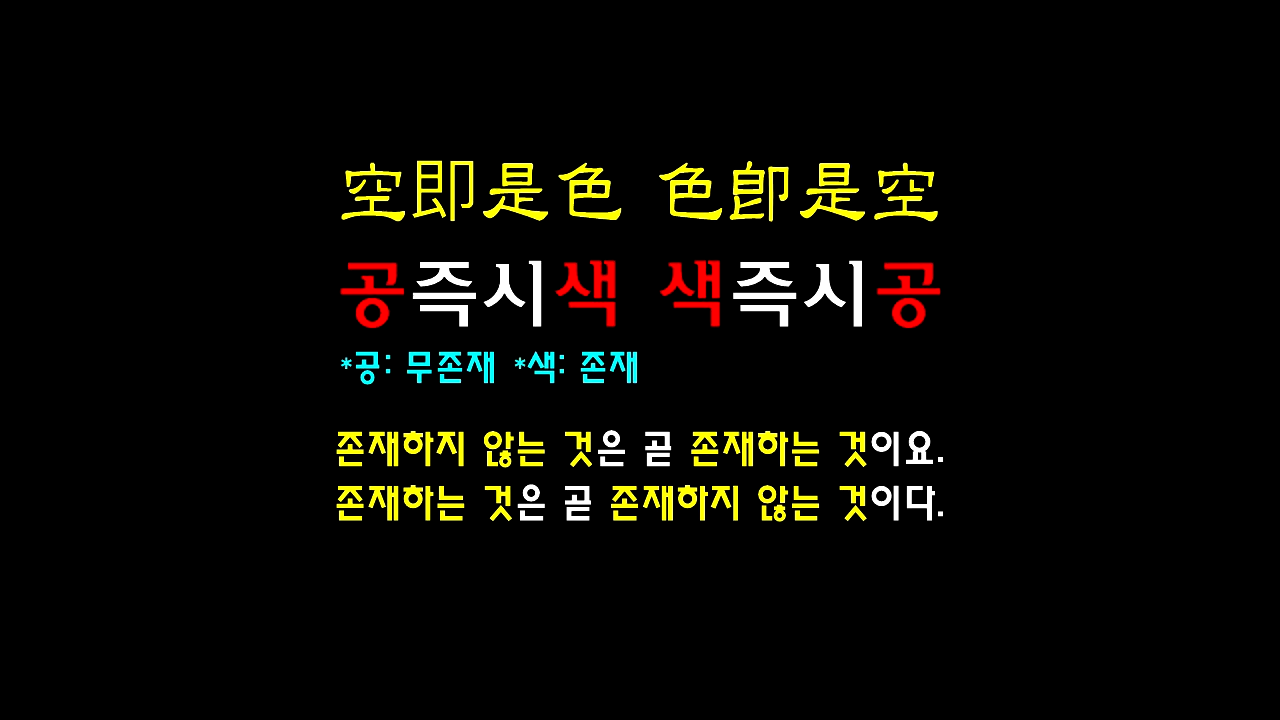 空即是色 色卽是空
공즉시색 색즉시공
*공: 무존재 *색: 존재
존재하지 않는 것은 곧 존재하는 것이요.
존재하는 것은 곧 존재하지 않는 것이다.